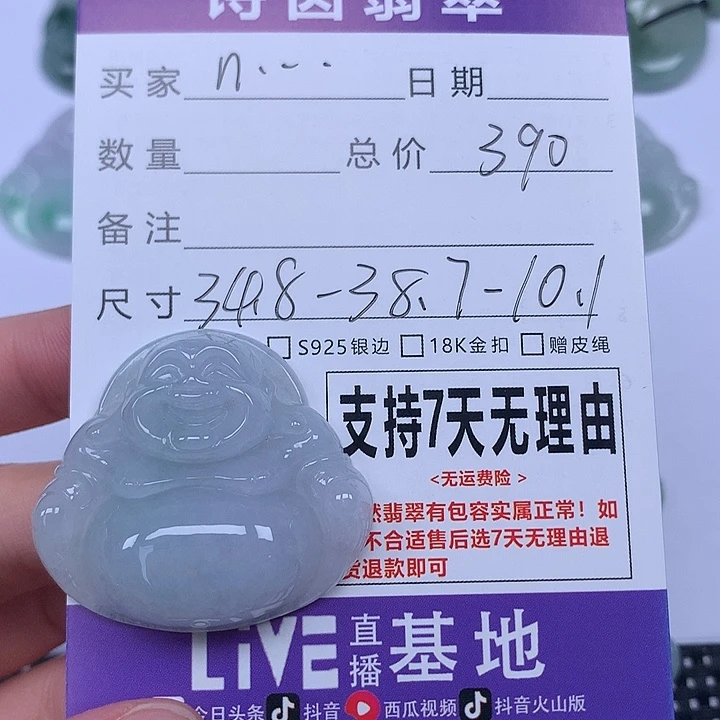 诗茵翡翠
买家 n... 日期
数量 总价 390
备注
尺寸 34.8-38.7-10.1
S925银边 18K金扣 赠皮绳
支持7天无理由
<无运费险>
然翡翠有包容实属正常！如
不合适售后选7天无理由退
货退款即可
LIVE 直播 基地
今日头条 抖音 西瓜视频 抖音火山版